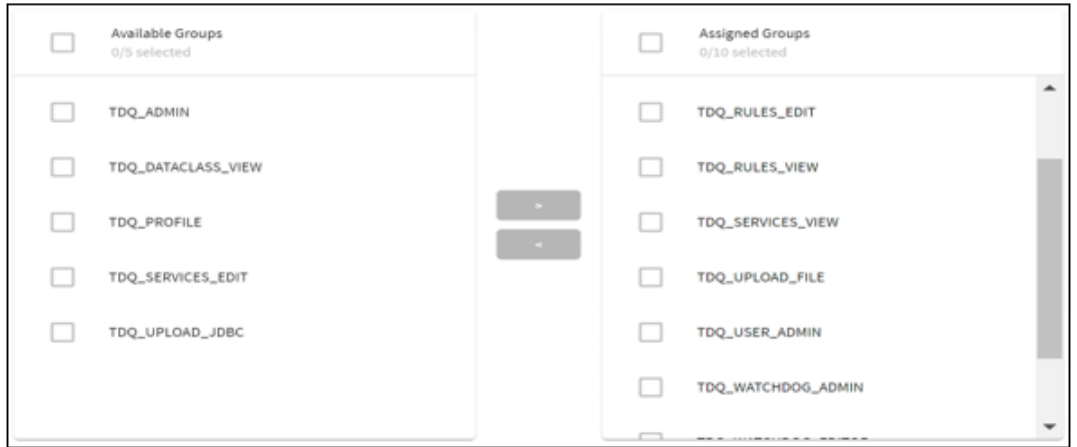 Available Groups
0/5 selected
TDQ_ADMIN
TDQ_DATACLASS_VIEW
TDQ_PROFILE
TDQ_SERVICES_EDIT
TDQ_UPLOAD_JDBC
>
<
Assigned Groups
0/10 selected
TDQ_RULES_EDIT
TDQ_RULES_VIEW
TDQ_SERVICES_VIEW
TDQ_UPLOAD_FILE
TDQ_USER_ADMIN
TDQ_WATCHDOG_ADMIN